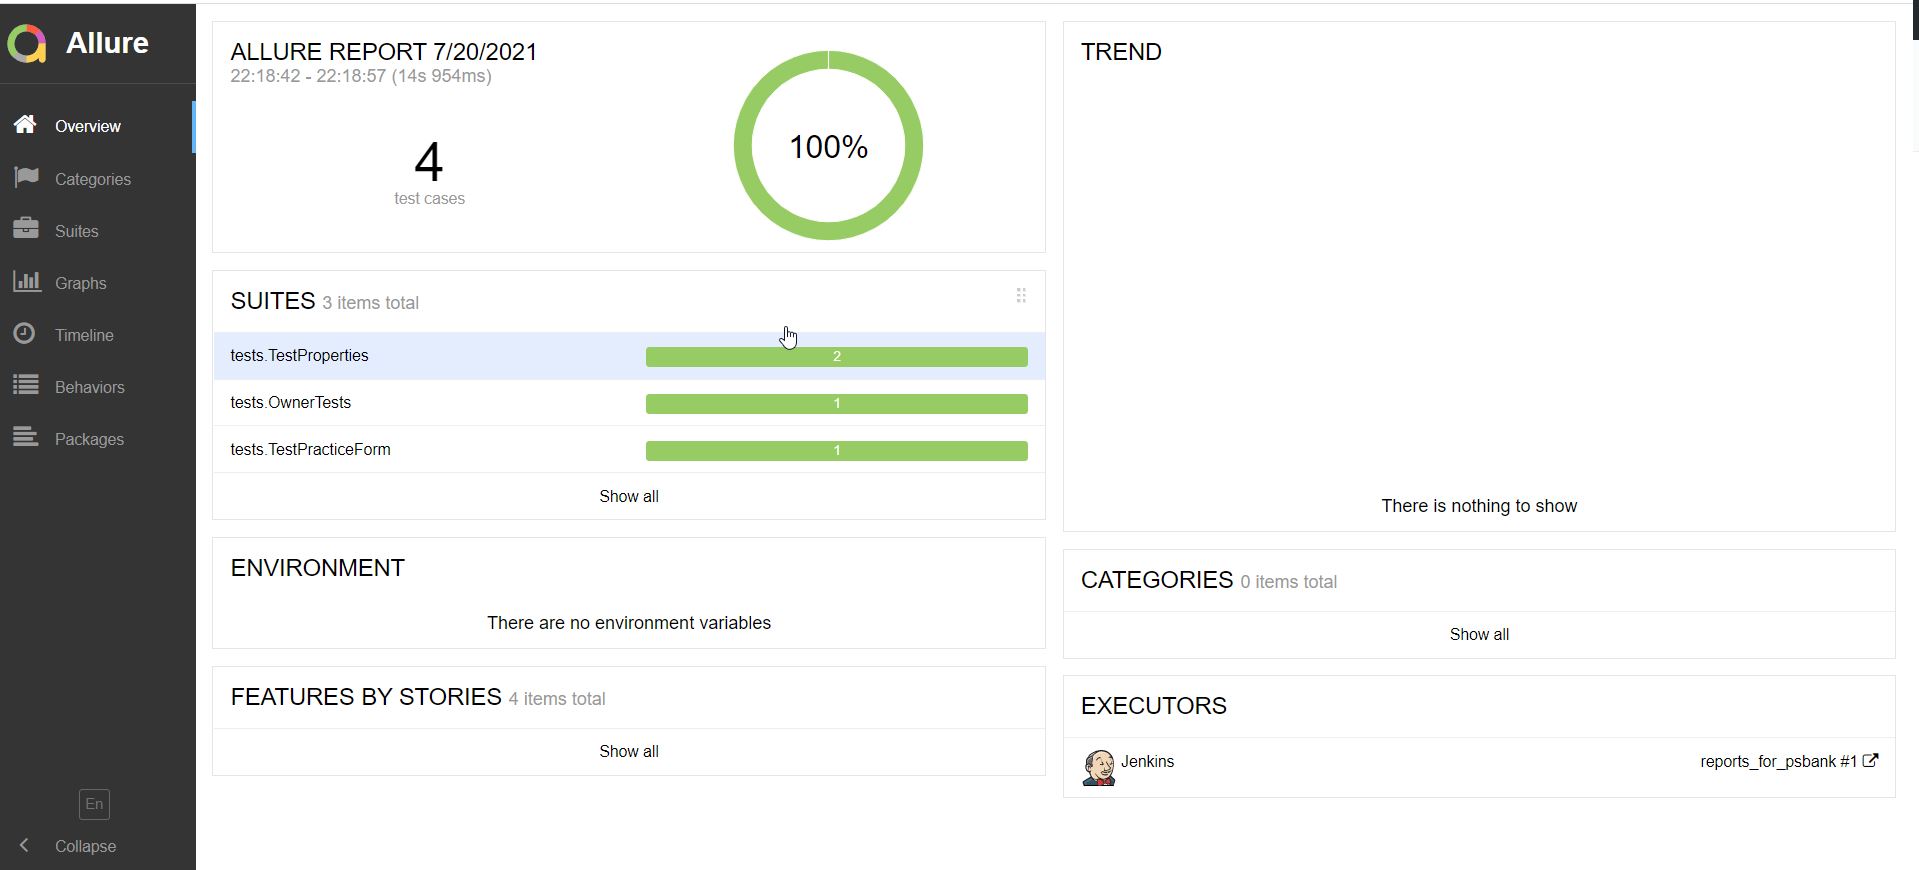 Allure
Overview
Categories
Suites
Graphs
Timeline
Behaviors
Packages
En
Collapse
ALLURE REPORT 7/20/2021
22:18:42 - 22:18:57 (14s 954ms)
4
test cases
100%
SUITES 3 items total
tests.TestProperties 2
tests.OwnerTests 1
tests.TestPracticeForm 1
Show all
ENVIRONMENT
There are no environment variables
FEATURES BY STORIES 4 items total
Show all
TREND
There is nothing to show
CATEGORIES 0 items total
Show all
EXECUTORS
Jenkins reports_for_psbank #1